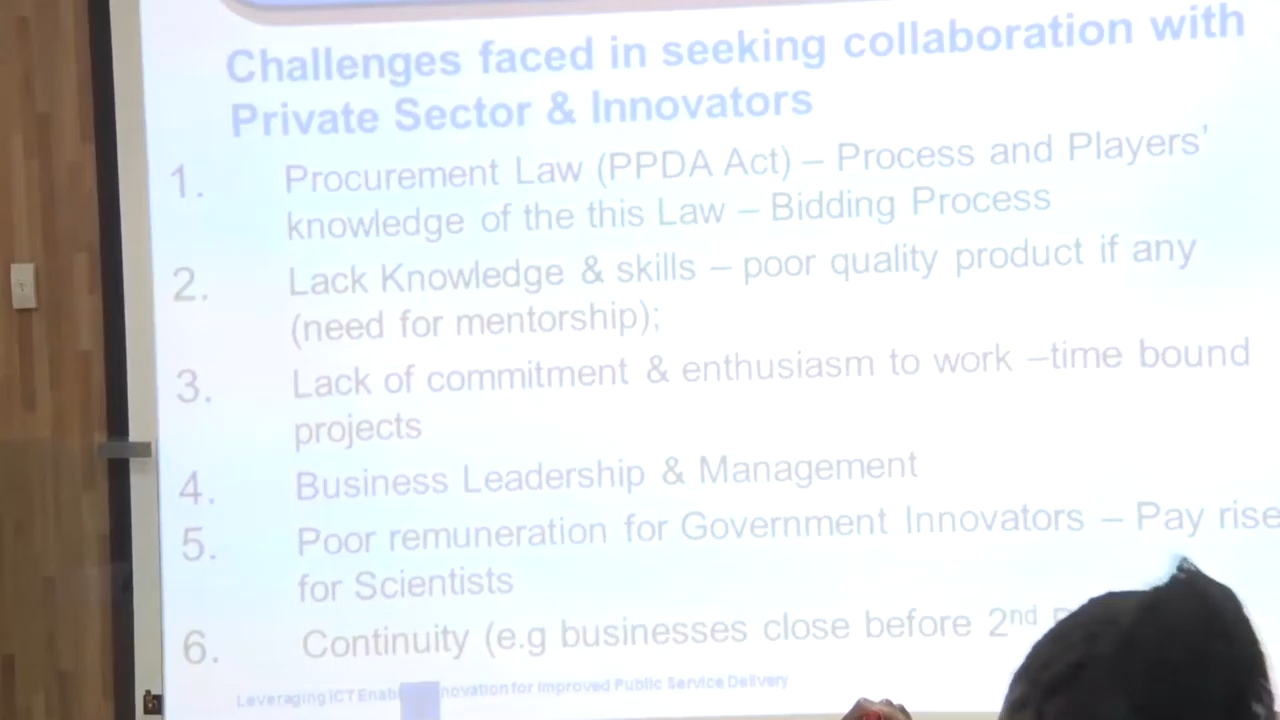 Challenges faced in seeking collaboration with
Private Sector & Innovators
1. Procurement Law (PPDA Act) – Process and Players'
knowledge of the this Law – Bidding Process
2. Lack Knowledge & skills – poor quality product if any
(need for mentorship);
3. Lack of commitment & enthusiasm to work –time bound
projects
4. Business Leadership & Management
5. Poor remuneration for Government Innovators – Pay rise
for Scientists
6. Continuity (e.g businesses close before 2nd
Leveraging ICT for Improved Public Service Delivery